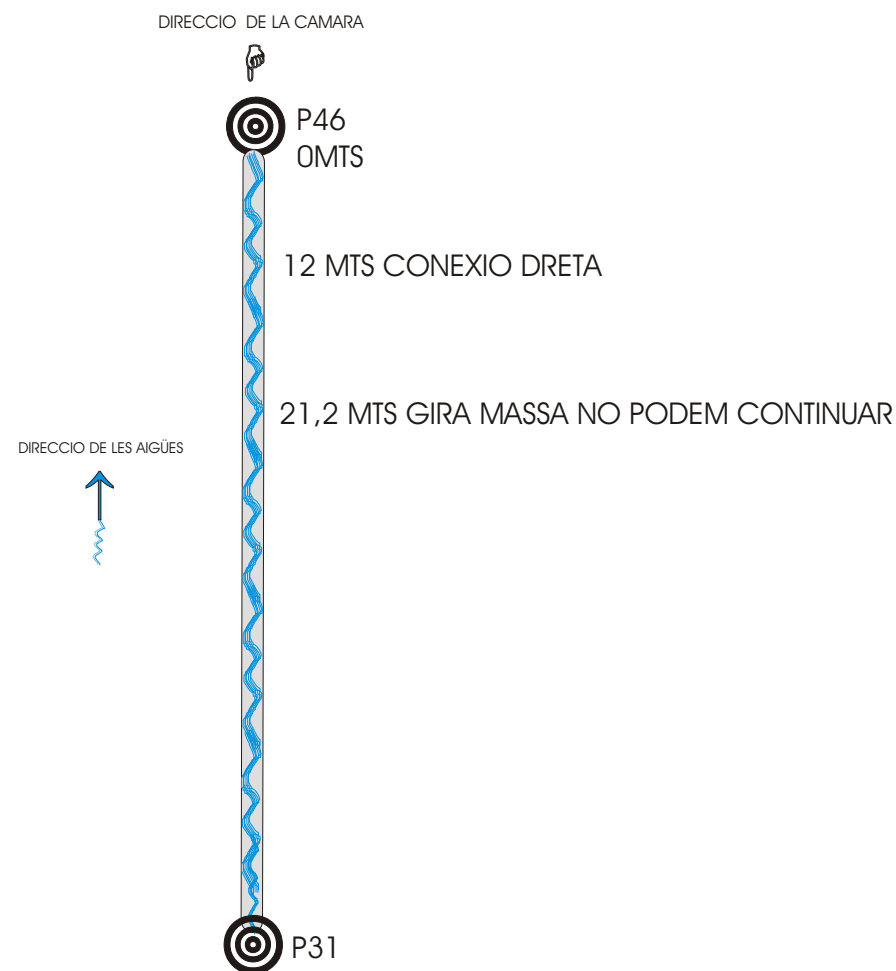 DIRECCIO DE LA CAMARA
P46
0MTS
12 MTS CONEXIO DRETA
21,2 MTS GIRA MASSA NO PODEM CONTINUAR
DIRECCIO DE LES AIGÜES
P31